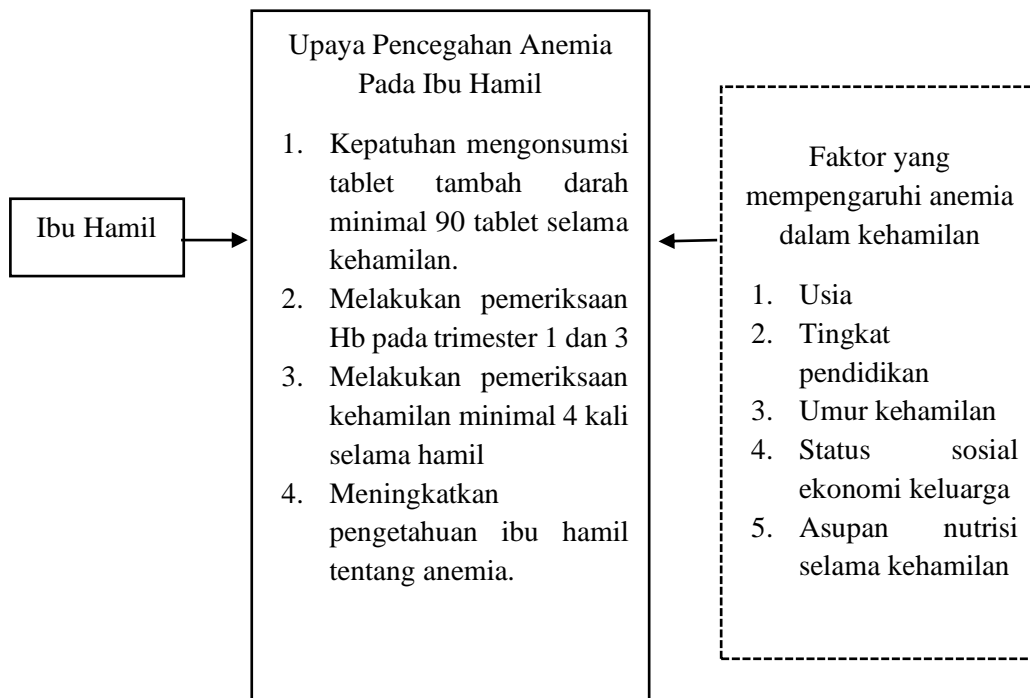 Ibu Hamil
Upaya Pencegahan Anemia
Pada Ibu Hamil
1. Kepatuhan mengonsumsi
tablet tambah darah
minimal 90 tablet selama
kehamilan.
2. Melakukan pemeriksaan
Hb pada trimester 1 dan 3
3. Melakukan pemeriksaan
kehamilan minimal 4 kali
selama hamil
4. Meningkatkan
pengetahuan ibu hamil
tentang anemia.
Faktor yang
mempengaruhi anemia
dalam kehamilan
1. Usia
2. Tingkat
pendidikan
3. Umur kehamilan
4. Status sosial
ekonomi keluarga
5. Asupan nutrisi
selama kehamilan